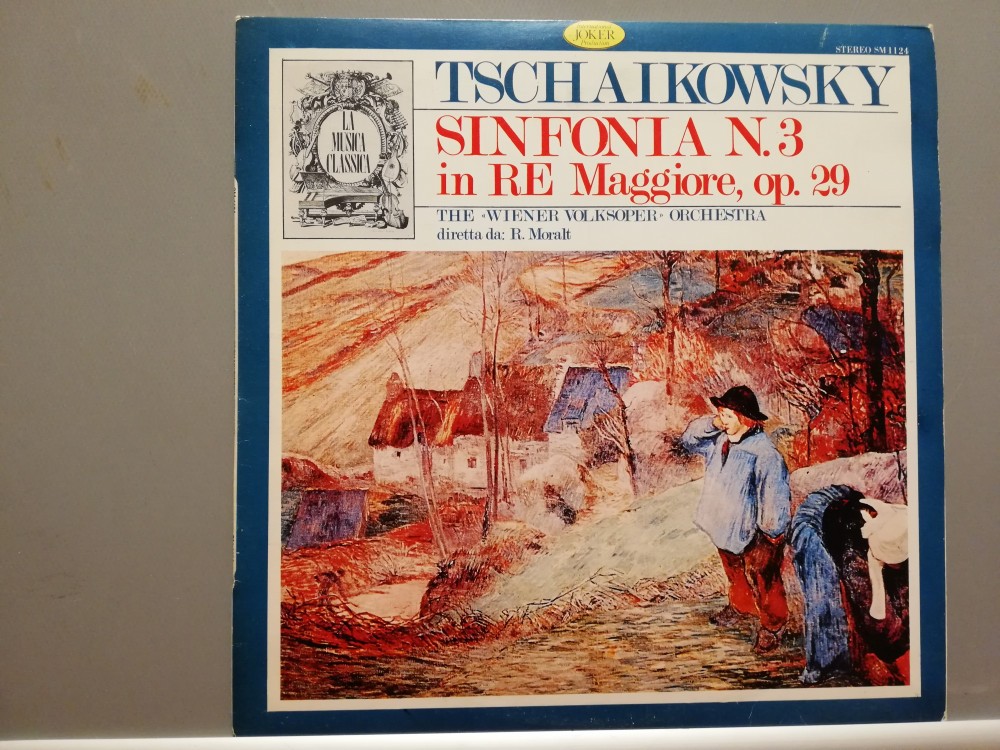 JOKER
STEREO SM 1124
TSCHAIKOWSKY
LA
MUSICA
CLASSICA
SINFONIA N. 3
in RE Maggiore, op. 29
THE «WIENER VOLKSOPER» ORCHESTRA
diretta da: R. Moralt